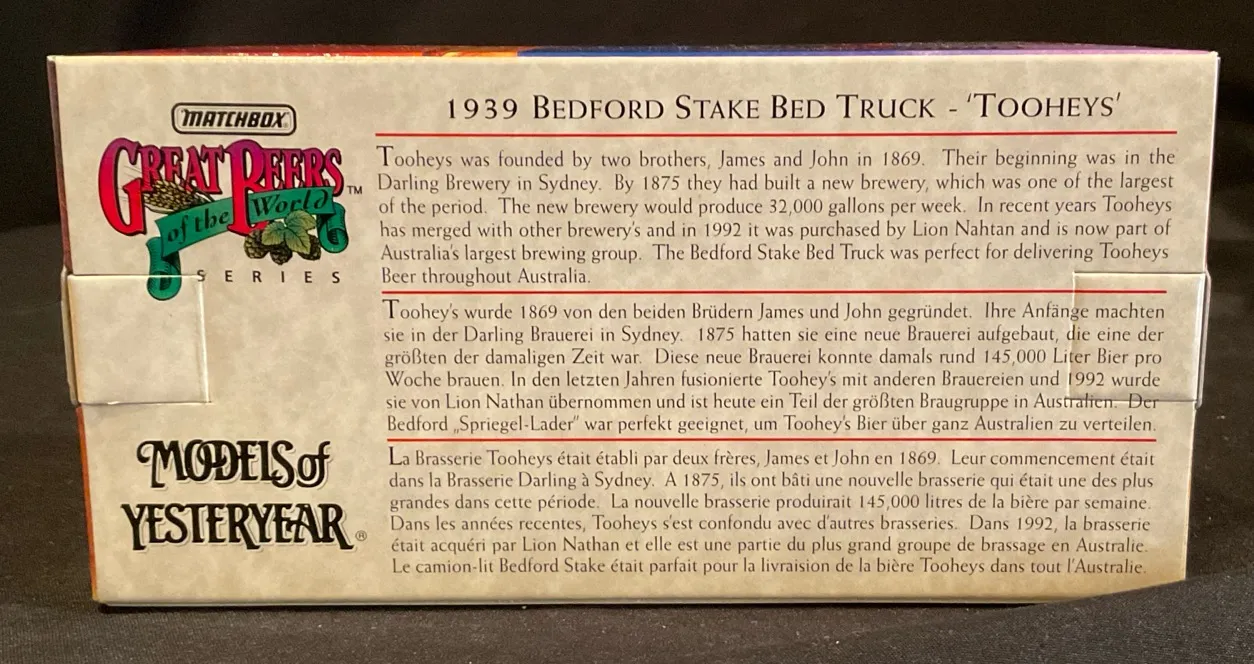 MATCHBOX
GREAT BEERS
of the World ™
SERIES
MODELS of
YESTERYEAR ®
1939 BEDFORD STAKE BED TRUCK - 'TOOHEYS'
Tooheys was founded by two brothers, James and John in 1869. Their beginning was in the
Darling Brewery in Sydney. By 1875 they had built a new brewery, which was one of the largest
of the period. The new brewery would produce 32,000 gallons per week. In recent years Tooheys
has merged with other brewery's and in 1992 it was purchased by Lion Nahtan and is now part of
Australia's largest brewing group. The Bedford Stake Bed Truck was perfect for delivering Tooheys
Beer throughout Australia.
Toohey's wurde 1869 von den beiden Brüdern James und John gegründet. Ihre Anfänge machten
sie in der Darling Brauerei in Sydney. 1875 hatten sie eine neue Brauerei aufgebaut, die eine der
größten der damaligen Zeit war. Diese neue Brauerei konnte damals rund 145,000 Liter Bier pro
Woche brauen. In den letzten Jahren fusionierte Toohey's mit anderen Brauereien und 1992 wurde
sie von Lion Nathan übernommen und ist heute ein Teil der größten Braugruppe in Australien. Der
Bedford „Spriegel-Lader" war perfekt geeignet, um Toohey's Bier über ganz Australien zu verteilen.
La Brasserie Tooheys était établi par deux frères, James et John en 1869. Leur commencement était
dans la Brasserie Darling à Sydney. A 1875, ils ont bâti une nouvelle brasserie qui était une des plus
grandes dans cette période. La nouvelle brasserie produirait 145,000 litres de la bière par semaine.
Dans les années recentes, Tooheys s'est confondu avec d'autres brasseries. Dans 1992, la brasserie
était acquéri par Lion Nathan et elle est une partie du plus grand groupe de brassage en Australie.
Le camion-lit Bedford Stake était parfait pour la livraison de la bière Tooheys dans tout l'Australie.